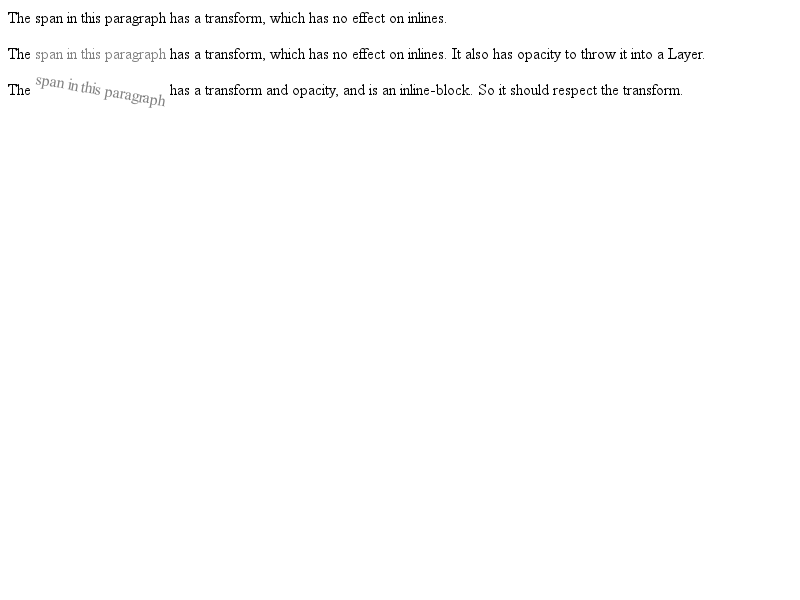 The span in this paragraph has a transform, which has no effect on inlines.
The span in this paragraph has a transform, which has no effect on inlines. It also has opacity to throw it into a Layer.
The span in this paragraph has a transform and opacity, and is an inline-block. So it should respect the transform.